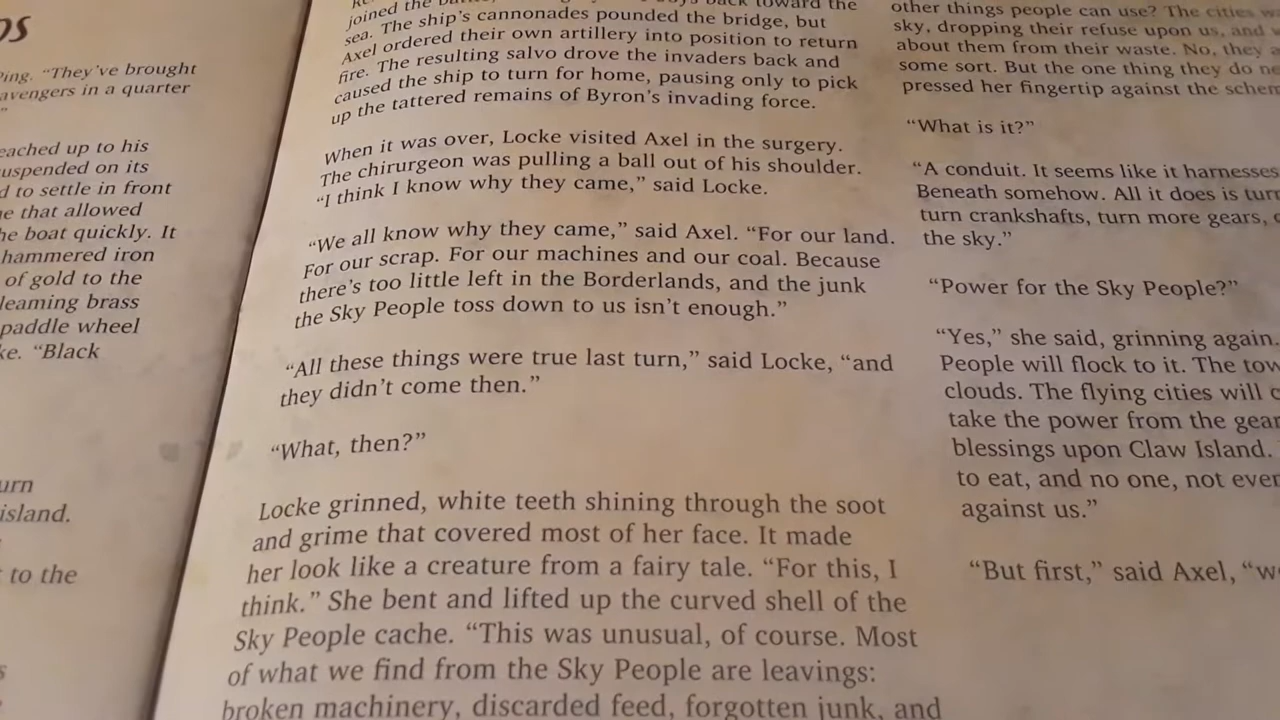 Ping. "They've brought
avengers in a quarter
"
eached up to his
uspended on its
d to settle in front
e that allowed
he boat quickly. It
hammered iron
of gold to the
leaming brass
paddle wheel
ke. "Black
urn
island.
to the
s
joined the
back toward the
sea. The ship's cannonades pounded the bridge, but
Axel ordered their own artillery into position to return
fire. The resulting salvo drove the invaders back and
caused the ship to turn for home, pausing only to pick
up the tattered remains of Byron's invading force.
When it was over, Locke visited Axel in the surgery.
The chirurgeon was pulling a ball out of his shoulder.
"I think I know why they came," said Locke.
"We all know why they came," said Axel. "For our land.
For our scrap. For our machines and our coal. Because
there's too little left in the Borderlands, and the junk
the Sky People toss down to us isn't enough."
"All these things were true last turn," said Locke, "and
they didn't come then."
"What, then?"
Locke grinned, white teeth shining through the soot
and grime that covered most of her face. It made
her look like a creature from a fairy tale. "For this, I
think." She bent and lifted up the curved shell of the
Sky People cache. "This was unusual, of course. Most
of what we find from the Sky People are leavings:
broken machinery, discarded feed, forgotten junk, and
other things people can use? The cities
sky, dropping their refuse upon us, and
about them from their waste. No, they
some sort. But the one thing they do
pressed her fingertip against the
"What is it?"
"A conduit. It seems like it harnesses
Beneath somehow. All it does is turn
turn crankshafts, turn more gears,
the sky."
"Power for the Sky People?"
"Yes," she said, grinning again.
People will flock to it. The
clouds. The flying cities will
take the power from the
blessings upon Claw Island.
to eat, and no one, not
against us."
"But first," said Axel,